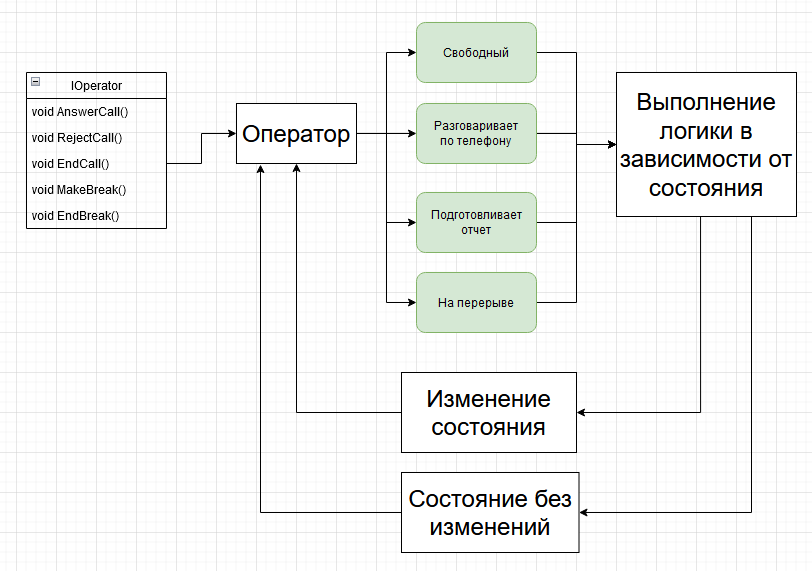 IOperator
void AnswerCall()
void RejectCall()
void EndCall()
void MakeBreak()
void EndBreak()
Оператор
Свободный
Разговаривает
по телефону
Подготовливает
отчет
На перерыве
Выполнение
логики в
зависимости от
состояния
Изменение
состояния
Состояние без
изменений